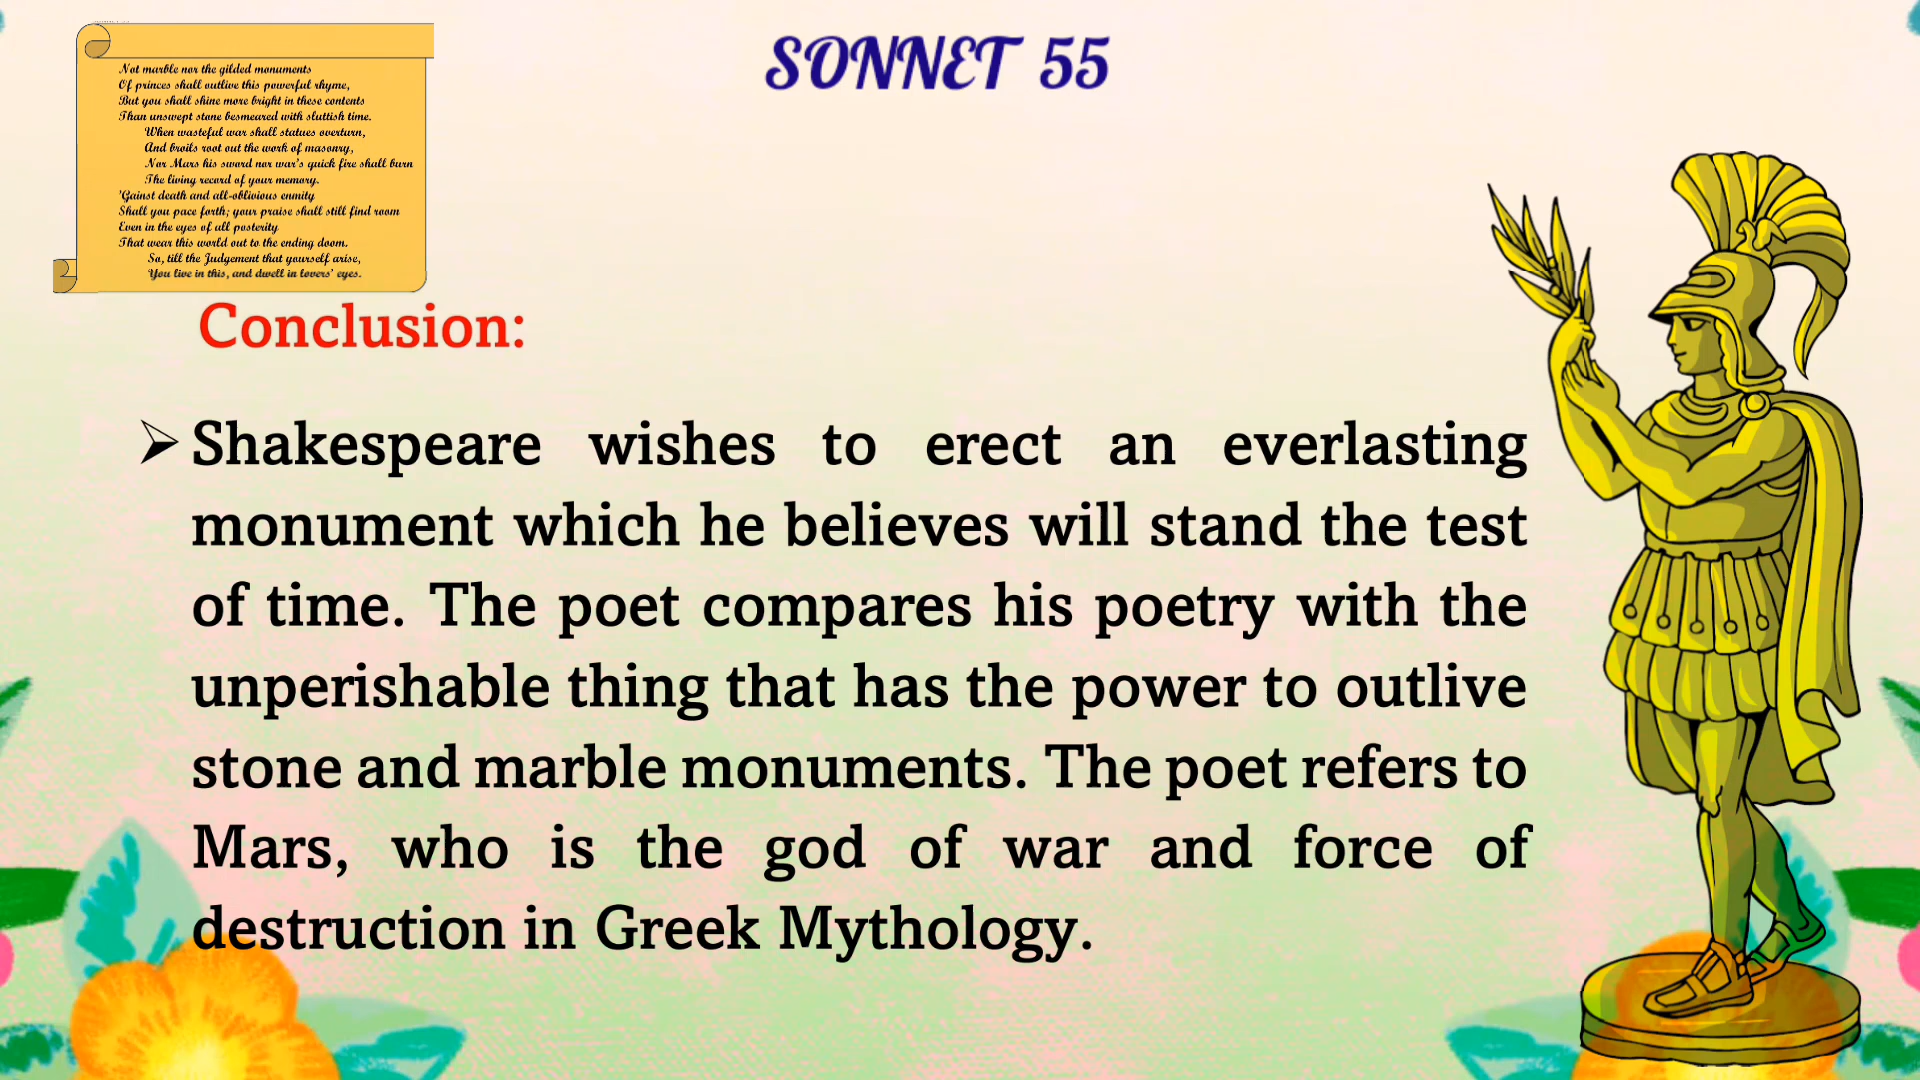 SONNET 55
Not marble nor the gilded monuments
Of princes shall outlive this powerful rhyme,
But you shall shine more bright in these contents
Than unswept stone besmeared with sluttish time.
When wasteful war shall statues overturn,
And broils root out the work of masonry,
Nor Mars his sword nor war's quick fire shall burn
The living record of your memory.
'Gainst death and all-oblivious enmity
Shall you pace forth; your praise shall still find room
Even in the eyes of all posterity
That wear this world out to the ending doom.
So, till the Judgement that yourself arise,
You live in this, and dwell in lovers' eyes.
Conclusion:
➢ Shakespeare wishes to erect an everlasting
monument which he believes will stand the test
of time. The poet compares his poetry with the
unperishable thing that has the power to outlive
stone and marble monuments. The poet refers to
Mars, who is the god of war and force of
destruction in Greek Mythology.